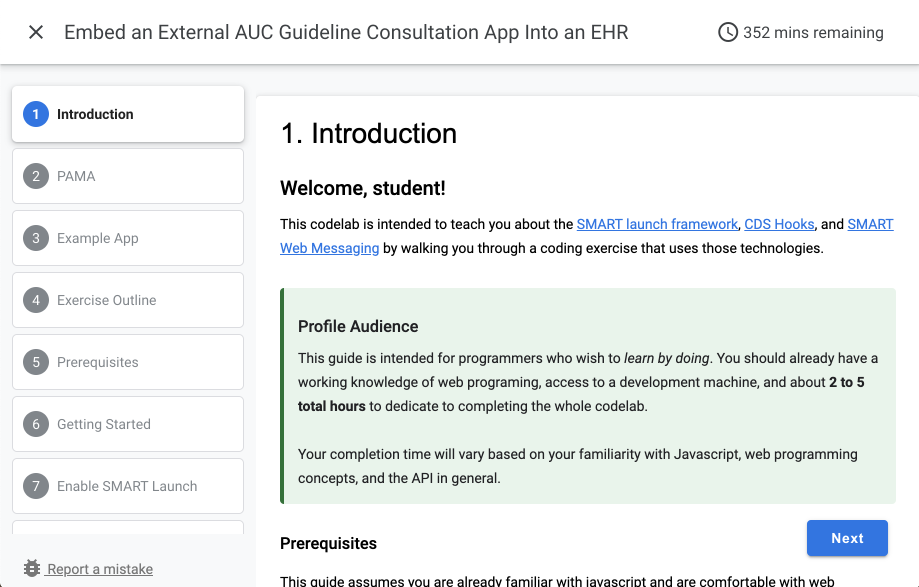 Embed an External AUC Guideline Consultation App Into an EHR
352 mins remaining
1 Introduction
2 PAMA
3 Example App
4 Exercise Outline
5 Prerequisites
6 Getting Started
7 Enable SMART Launch
Report a mistake
1. Introduction
Welcome, student!
This codelab is intended to teach you about the SMART launch framework, CDS Hooks, and SMART
Web Messaging by walking you through a coding exercise that uses those technologies.
Profile Audience
This guide is intended for programmers who wish to learn by doing. You should already have a
working knowledge of web programing, access to a development machine, and about 2 to 5
total hours to dedicate to completing the whole codelab.
Your completion time will vary based on your familiarity with Javascript, web programming
concepts, and the API in general.
Prerequisites
Next
This guide assumes you are already familiar with javascript and are comfortable with web